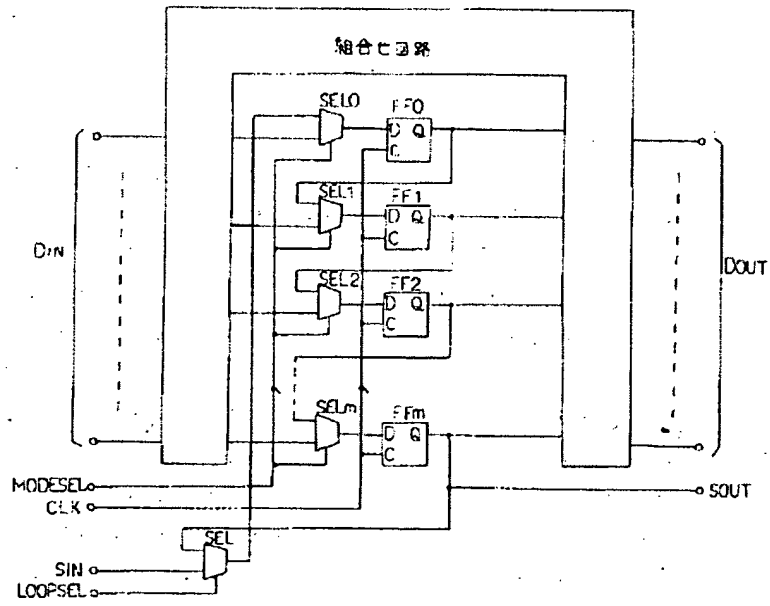 組合せ回路
SEL0
FF0
D Q
C
SEL1
FF1
D Q
C
DIN
DOUT
SEL2
FF2
D Q
C
SELm
FFm
D Q
C
MODESEL
SOUT
CLK
SEL
SIN
LOOPSEL